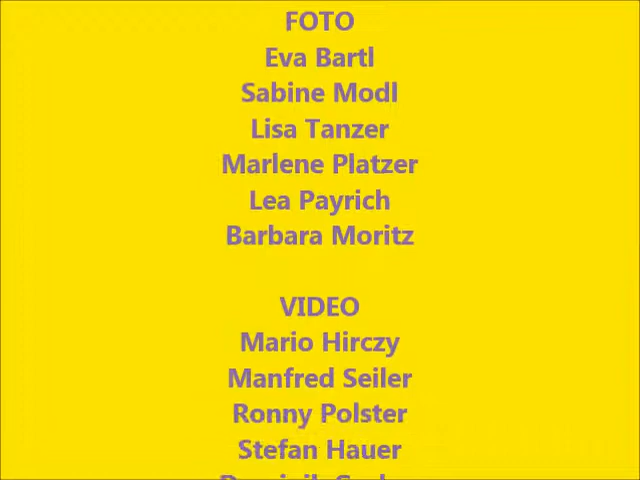 FOTO
Eva Bartl
Sabine Modl
Lisa Tanzer
Marlene Platzer
Lea Payrich
Barbara Moritz
VIDEO
Mario Hirczy
Manfred Seiler
Ronny Polster
Stefan Hauer